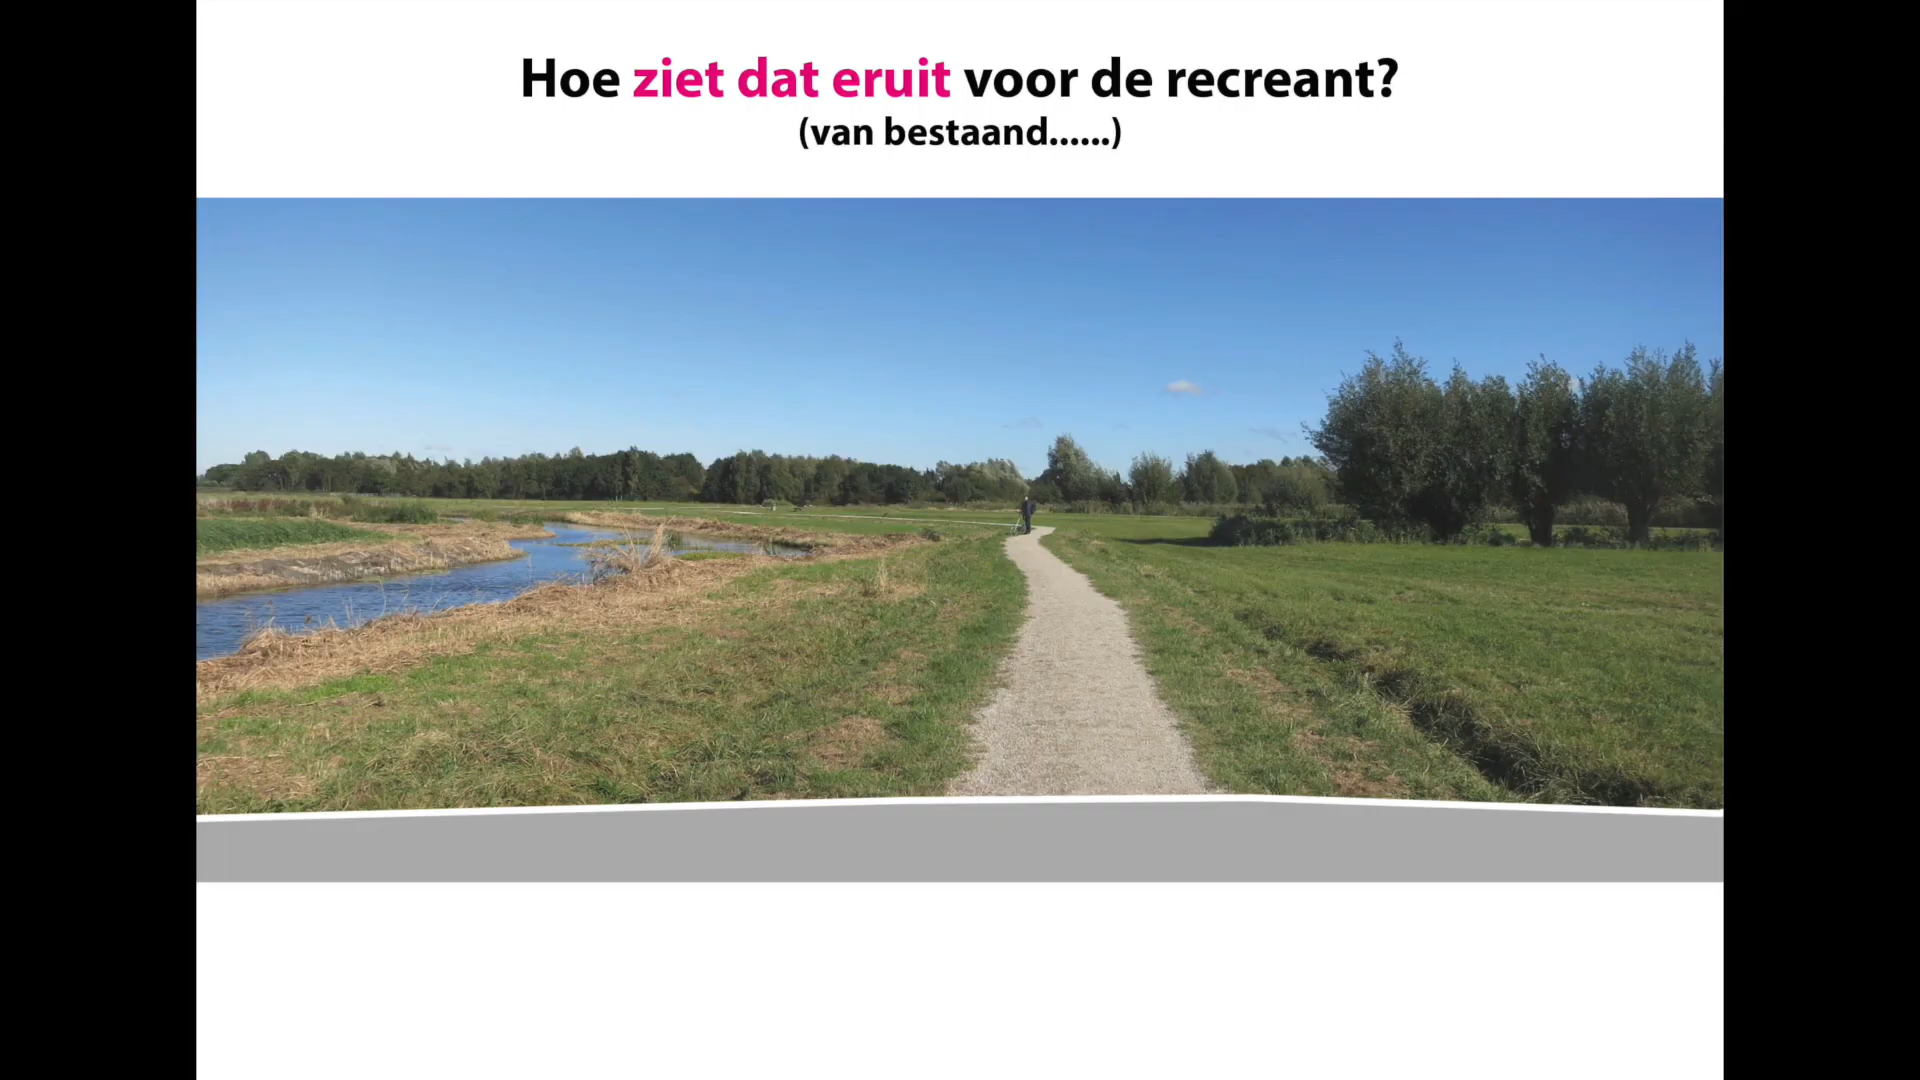 Hoe ziet dat eruit voor de recreant?
(van bestaand......)